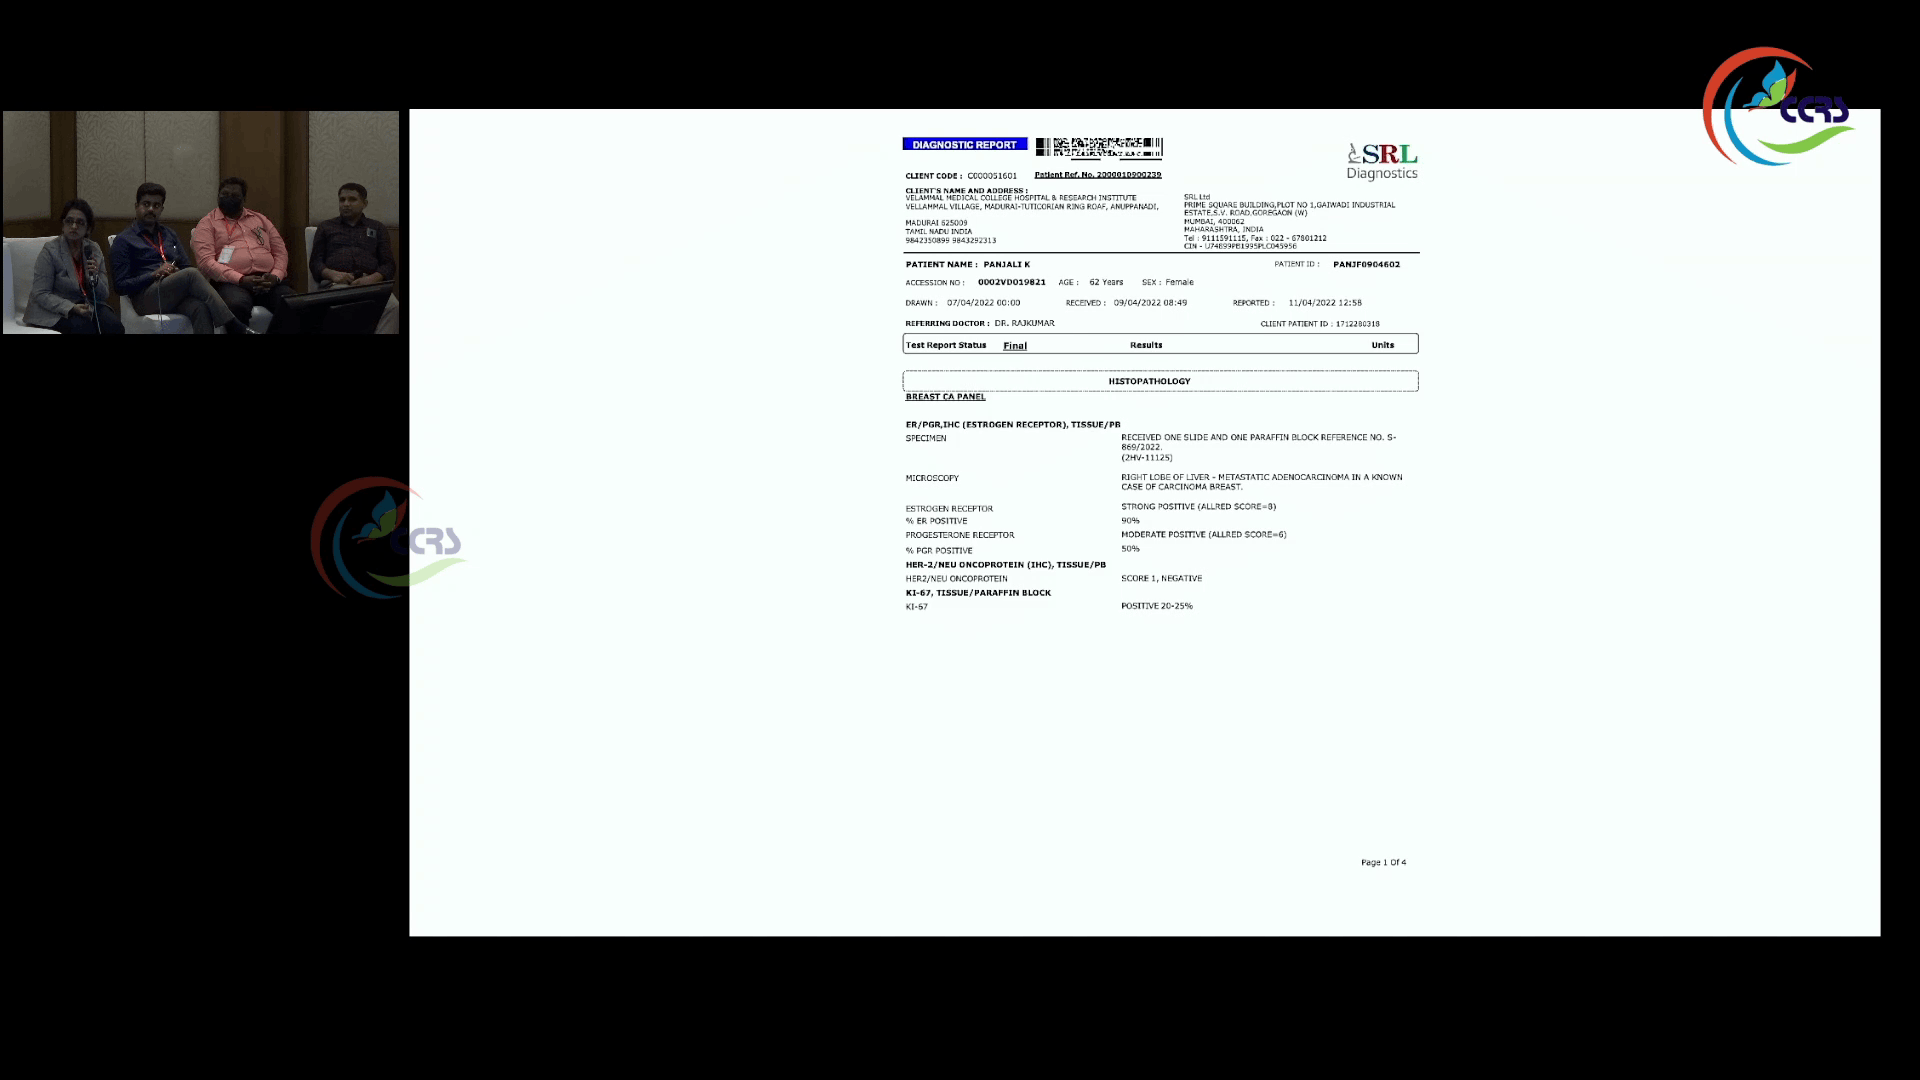 CCRS
DIAGNOSTIC REPORT
SRL
Diagnostics
CLIENT CODE : C000051601 Patient Ref. No. 2000010900239
CLIENT'S NAME AND ADDRESS :
VELAMMAL MEDICAL COLLEGE HOSPITAL & RESEARCH INSTITUTE
VELLAMMAL VILLAGE, MADURAI-TUTICORIAN RING ROAF, ANUPPANADI,
MADURAI 625009
TAMIL NADU INDIA
9842350899 9843292313
SRL Ltd
PRIME SQUARE BUILDING,PLOT NO 1,GAIWADI INDUSTRIAL
ESTATE,S.V. ROAD,GOREGAON (W)
MUMBAI, 400062
MAHARASHTRA, INDIA
Tel : 9111591115, Fax : 022 - 67801212
CIN - U74899PB1995PLC045956
PATIENT NAME : PANJALI K PATIENT ID : PANJF0904602
ACCESSION NO : 0002VD019821 AGE : 62 Years SEX : Female
DRAWN : 07/04/2022 00:00 RECEIVED : 09/04/2022 08:49 REPORTED : 11/04/2022 12:58
REFERRING DOCTOR : DR. RAJKUMAR CLIENT PATIENT ID : 1712280318
Test Report Status Final Results Units
HISTOPATHOLOGY
BREAST CA PANEL
ER/PGR,IHC (ESTROGEN RECEPTOR), TISSUE/PB
SPECIMEN RECEIVED ONE SLIDE AND ONE PARAFFIN BLOCK REFERENCE NO. S-
869/2022.
(2HV-11125)
MICROSCOPY RIGHT LOBE OF LIVER - METASTATIC ADENOCARCINOMA IN A KNOWN
CASE OF CARCINOMA BREAST.
ESTROGEN RECEPTOR STRONG POSITIVE (ALLRED SCORE=8)
% ER POSITIVE 90%
PROGESTERONE RECEPTOR MODERATE POSITIVE (ALLRED SCORE=6)
% PGR POSITIVE 50%
HER-2/NEU ONCOPROTEIN (IHC), TISSUE/PB
HER2/NEU ONCOPROTEIN SCORE 1, NEGATIVE
KI-67, TISSUE/PARAFFIN BLOCK
KI-67 POSITIVE 20-25%
CCRS
Page 1 Of 4